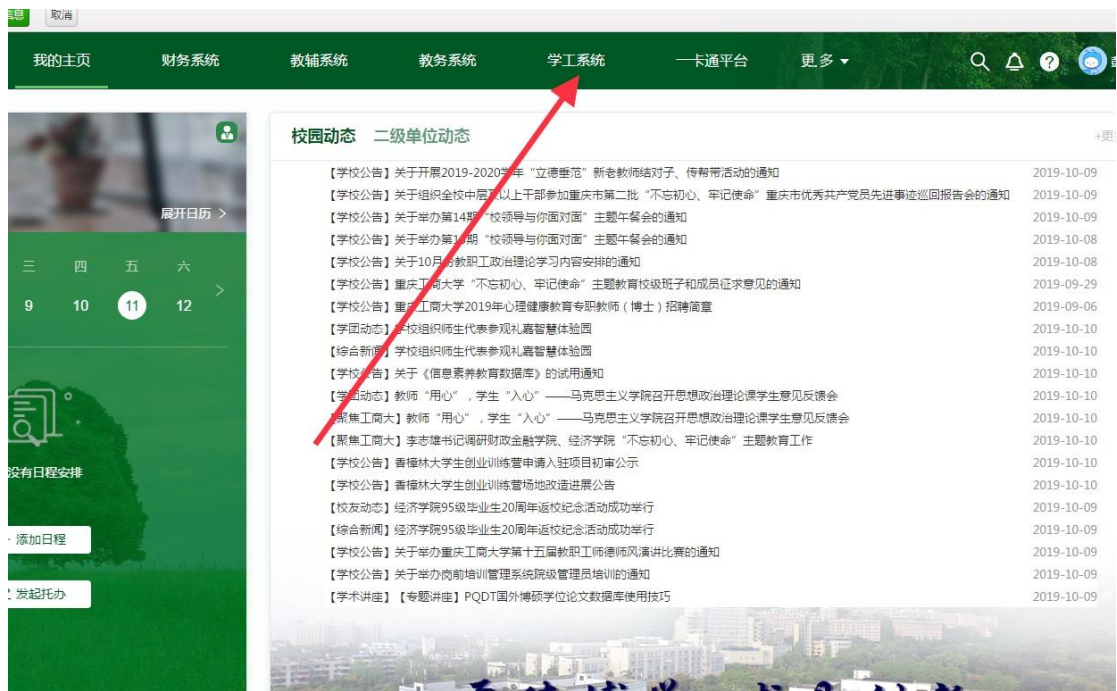 信息 取消
我的主页 财务系统 教辅系统 教务系统 学工系统 一卡通平台 更多
展开日历 >
三 四 五 六
9 10 11 12
没有日程安排
添加日程
发起托办
校园动态 二级单位动态
+更
【学校公告】关于开展2019-2020学年“立德垂范”新老教师结对子、传帮带活动的通知 2019-10-09
【学校公告】关于组织全校中层及以上干部参加重庆市第二批“不忘初心、牢记使命”重庆市优秀共产党员先进事迹巡回报告会的通知 2019-10-09
【学校公告】关于举办第14期“校领导与你面对面”主题午餐会的通知 2019-10-09
【学校公告】关于举办第1 期“校领导与你面对面”主题午餐会的通知 2019-10-08
【学校公告】关于10月份教职工政治理论学习内容安排的通知 2019-10-08
【学校公告】重庆工商大学“不忘初心、牢记使命”主题教育校级班子和成员征求意见的通知 2019-09-29
【学校公告】重庆工商大学2019年心理健康教育专职教师（博士）招聘简章 2019-09-06
【学团动态】学校组织师生代表参观礼嘉智慧体验园 2019-10-10
【综合新闻】学校组织师生代表参观礼嘉智慧体验园 2019-10-10
【学校公告】关于《信息素养教育数据库》的试用通知 2019-10-10
【学团动态】教师“用心”，学生“入心”——马克思主义学院召开思想政治理论课学生意见反馈会 2019-10-10
【聚焦工商大】教师“用心”，学生“入心”——马克思主义学院召开思想政治理论课学生意见反馈会 2019-10-10
【聚焦工商大】李志雄书记调研财政金融学院、经济学院“不忘初心、牢记使命”主题教育工作 2019-10-10
【学校公告】香樟林大学生创业训练营申请入驻项目初审公示 2019-10-10
【学校公告】香樟林大学生创业训练营场地改造进展公告 2019-10-10
【校友动态】经济学院95级毕业生20周年返校纪念活动成功举行 2019-10-09
【综合新闻】经济学院95级毕业生20周年返校纪念活动成功举行 2019-10-09
【学校公告】关于举办重庆工商大学第十五届教职工师德师风演讲比赛的通知 2019-10-09
【学校公告】关于举办岗前培训管理系统院级管理员培训的通知 2019-10-09
【学术讲座】【专题讲座】PQDT国外博硕学位论文数据库使用技巧 2019-10-09